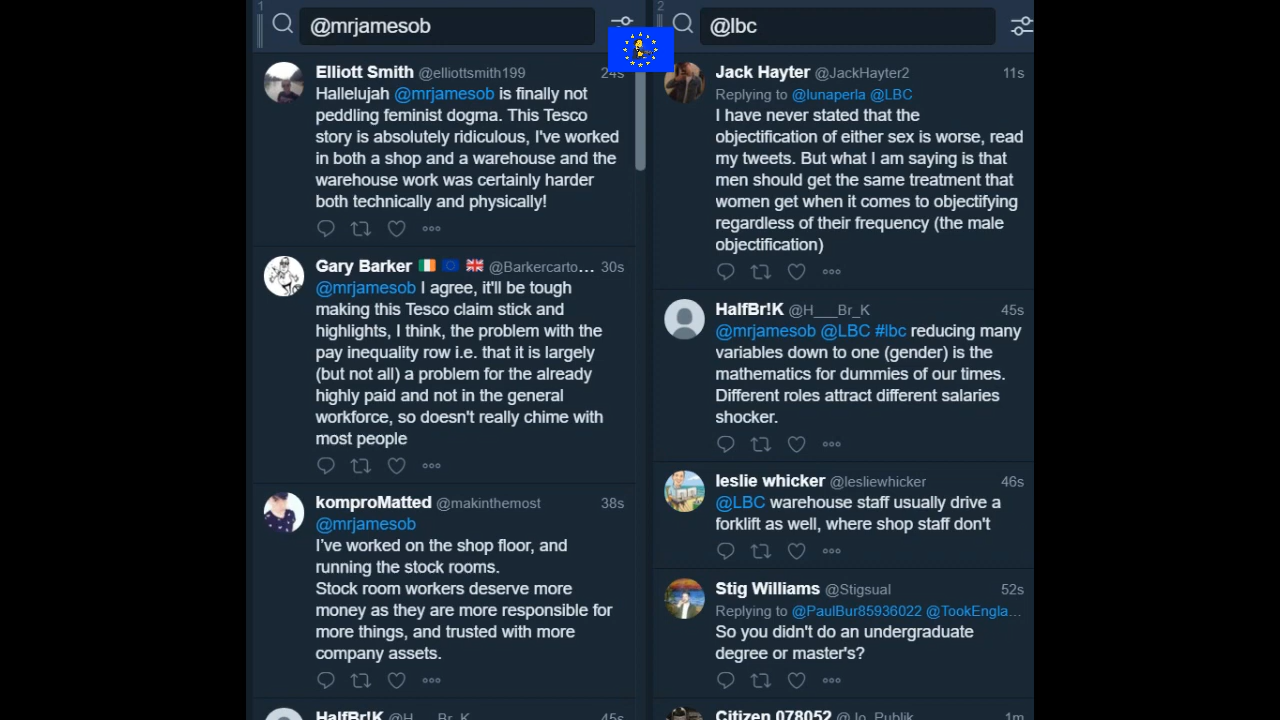 1
@mrjamesob
Elliott Smith @elliottsmith199 24s
Hallelujah @mrjamesob is finally not
peddling feminist dogma. This Tesco
story is absolutely ridiculous, I've worked
in both a shop and a warehouse and the
warehouse work was certainly harder
both technically and physically!
Gary Barker @Barkercarto... 30s
@mrjamesob I agree, it'll be tough
making this Tesco claim stick and
highlights, I think, the problem with the
pay inequality row i.e. that it is largely
(but not all) a problem for the already
highly paid and not in the general
workforce, so doesn't really chime with
most people
komproMatted @makinthemost 38s
@mrjamesob
I’ve worked on the shop floor, and
running the stock rooms.
Stock room workers deserve more
money as they are more responsible for
more things, and trusted with more
company assets.
HalfBr!K @H___Br_K 45s
2
@lbc
Jack Hayter @JackHayter2 11s
Replying to @lunaperla @LBC
I have never stated that the
objectification of either sex is worse, read
my tweets. But what I am saying is that
men should get the same treatment that
women get when it comes to objectifying
regardless of their frequency (the male
objectification)
HalfBr!K @H___Br_K 45s
@mrjamesob @LBC #lbc reducing many
variables down to one (gender) is the
mathematics for dummies of our times.
Different roles attract different salaries
shocker.
leslie whicker @lesliewhicker 46s
@LBC warehouse staff usually drive a
forklift as well, where shop staff don't
Stig Williams @Stigsual 52s
Replying to @PaulBur85936022 @TookEngla...
So you didn't do an undergraduate
degree or master's?
Citizen 078052 @Jo_Publik 1m